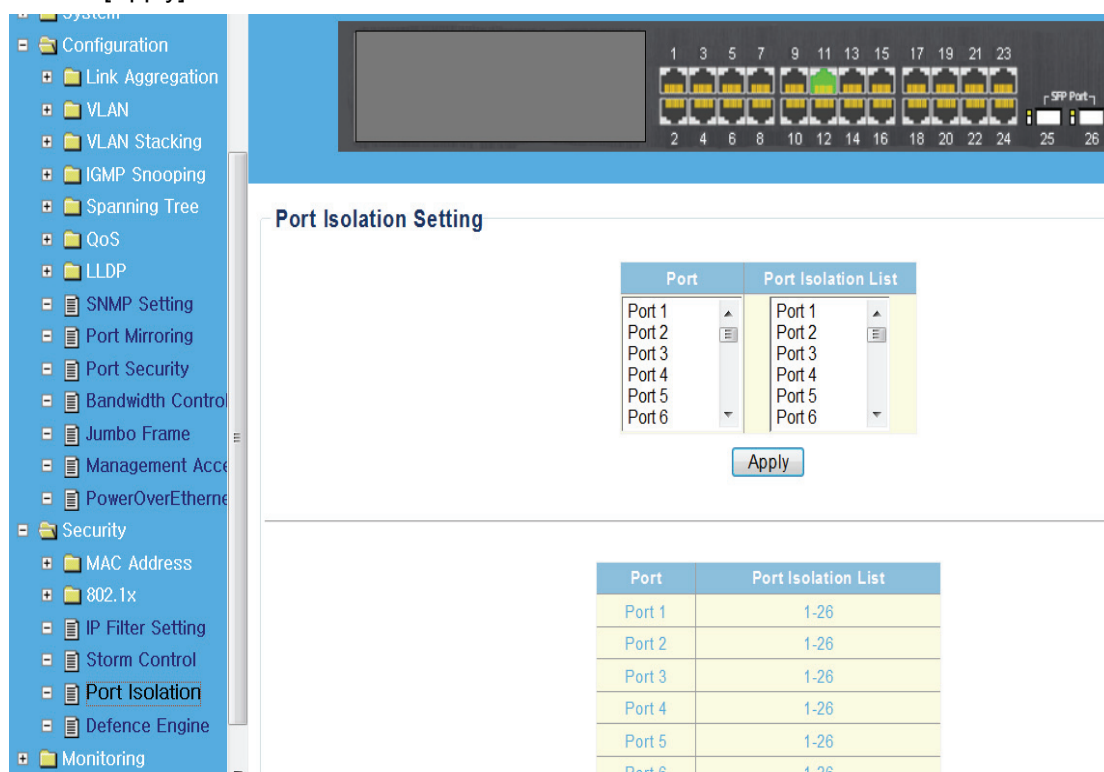 [Apply]
System
Configuration
Link Aggregation
VLAN
VLAN Stacking
IGMP Snooping
Spanning Tree
QoS
LLDP
SNMP Setting
Port Mirroring
Port Security
Bandwidth Control
Jumbo Frame
Management Acce
PowerOverEtherne
Security
MAC Address
802.1x
IP Filter Setting
Storm Control
Port Isolation
Defence Engine
Monitoring
1 3 5 7 9 11 13 15 17 19 21 23
SFP Port
2 4 6 8 10 12 14 16 18 20 22 24 25 26
Port Isolation Setting
Port Port Isolation List
Port 1 Port 1
Port 2 Port 2
Port 3 Port 3
Port 4 Port 4
Port 5 Port 5
Port 6 Port 6
Apply
Port Port Isolation List
Port 1 1-26
Port 2 1-26
Port 3 1-26
Port 4 1-26
Port 5 1-26
Port 6 1-26